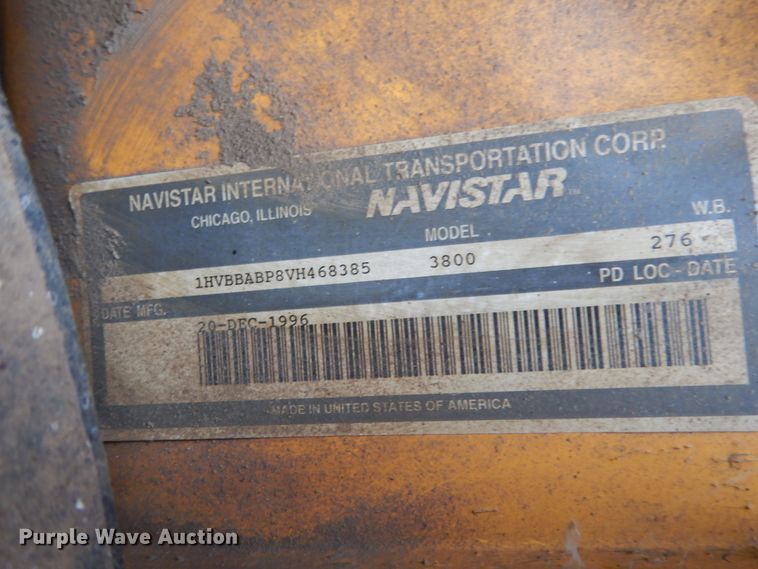 NAVISTAR INTERNATIONAL TRANSPORTATION CORP.
CHICAGO, ILLINOIS NAVISTAR™
MODEL W.B.
1HVBBABP8VH468385 3800 276
DATE MFG. PD LOC - DATE
20-DEC-1996
MADE IN UNITED STATES OF AMERICA
Purple Wave Auction®